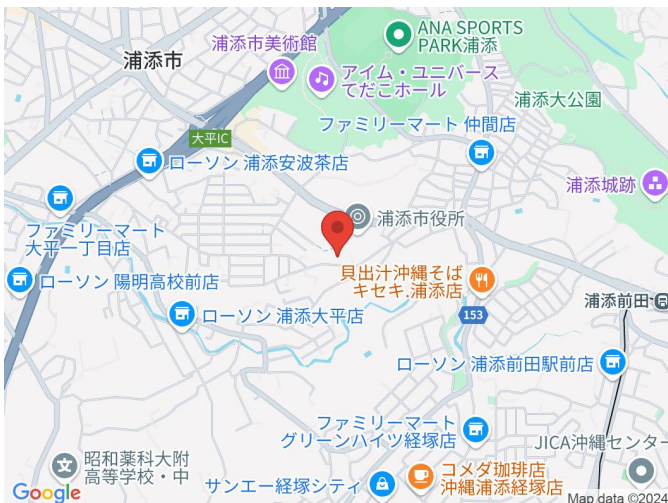 ANA SPORTS
PARK浦添
浦添市美術館
浦添市
アイム・ユニバース
てだこホール
浦添大公園
ファミリーマート 仲間店
大平IC
ローソン 浦添安波茶店
浦添城跡
ファミリーマート
大平一丁目店
浦添市役所
貝出汁沖縄そば
キセキ.浦添店
ローソン 陽明高校前店
浦添前田
ローソン 浦添大平店
153
ローソン 浦添前田駅前店
ファミリーマート
グリーンハイツ経塚店
JICA沖縄センター
昭和薬科大附
高等学校・中
コメダ珈琲店
沖縄浦添経塚店
サンエー経塚シティ
Google
Map data ©2024